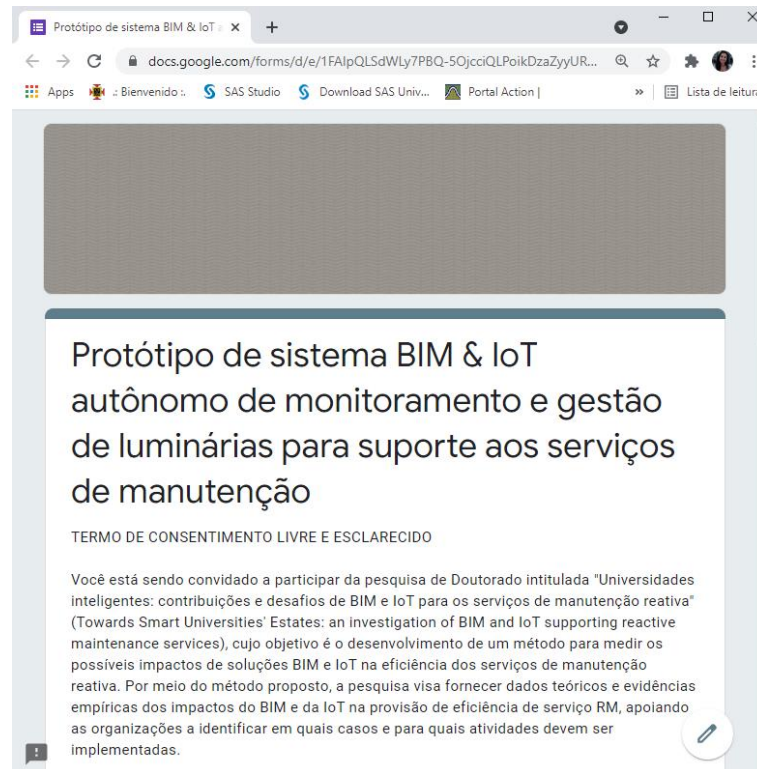 Protótipo de sistema BIM & IoT a
docs.google.com/forms/d/e/1FAIpQLSdWLy7PBQ-5OjcciQLPoikDzaZyyUR...
Apps .: Bienvenido :. SAS Studio Download SAS Univ... Portal Action | » Lista de leitura
Protótipo de sistema BIM & IoT
autônomo de monitoramento e gestão
de luminárias para suporte aos serviços
de manutenção
TERMO DE CONSENTIMENTO LIVRE E ESCLARECIDO
Você está sendo convidado a participar da pesquisa de Doutorado intitulada "Universidades
inteligentes: contribuições e desafios de BIM e IoT para os serviços de manutenção reativa"
(Towards Smart Universities' Estates: an investigation of BIM and IoT supporting reactive
maintenance services), cujo objetivo é o desenvolvimento de um método para medir os
possíveis impactos de soluções BIM e IoT na eficiência dos serviços de manutenção
reativa. Por meio do método proposto, a pesquisa visa fornecer dados teóricos e evidências
empíricas dos impactos do BIM e da IoT na provisão de eficiência de serviço RM, apoiando
as organizações a identificar em quais casos e para quais atividades devem ser
implementadas.